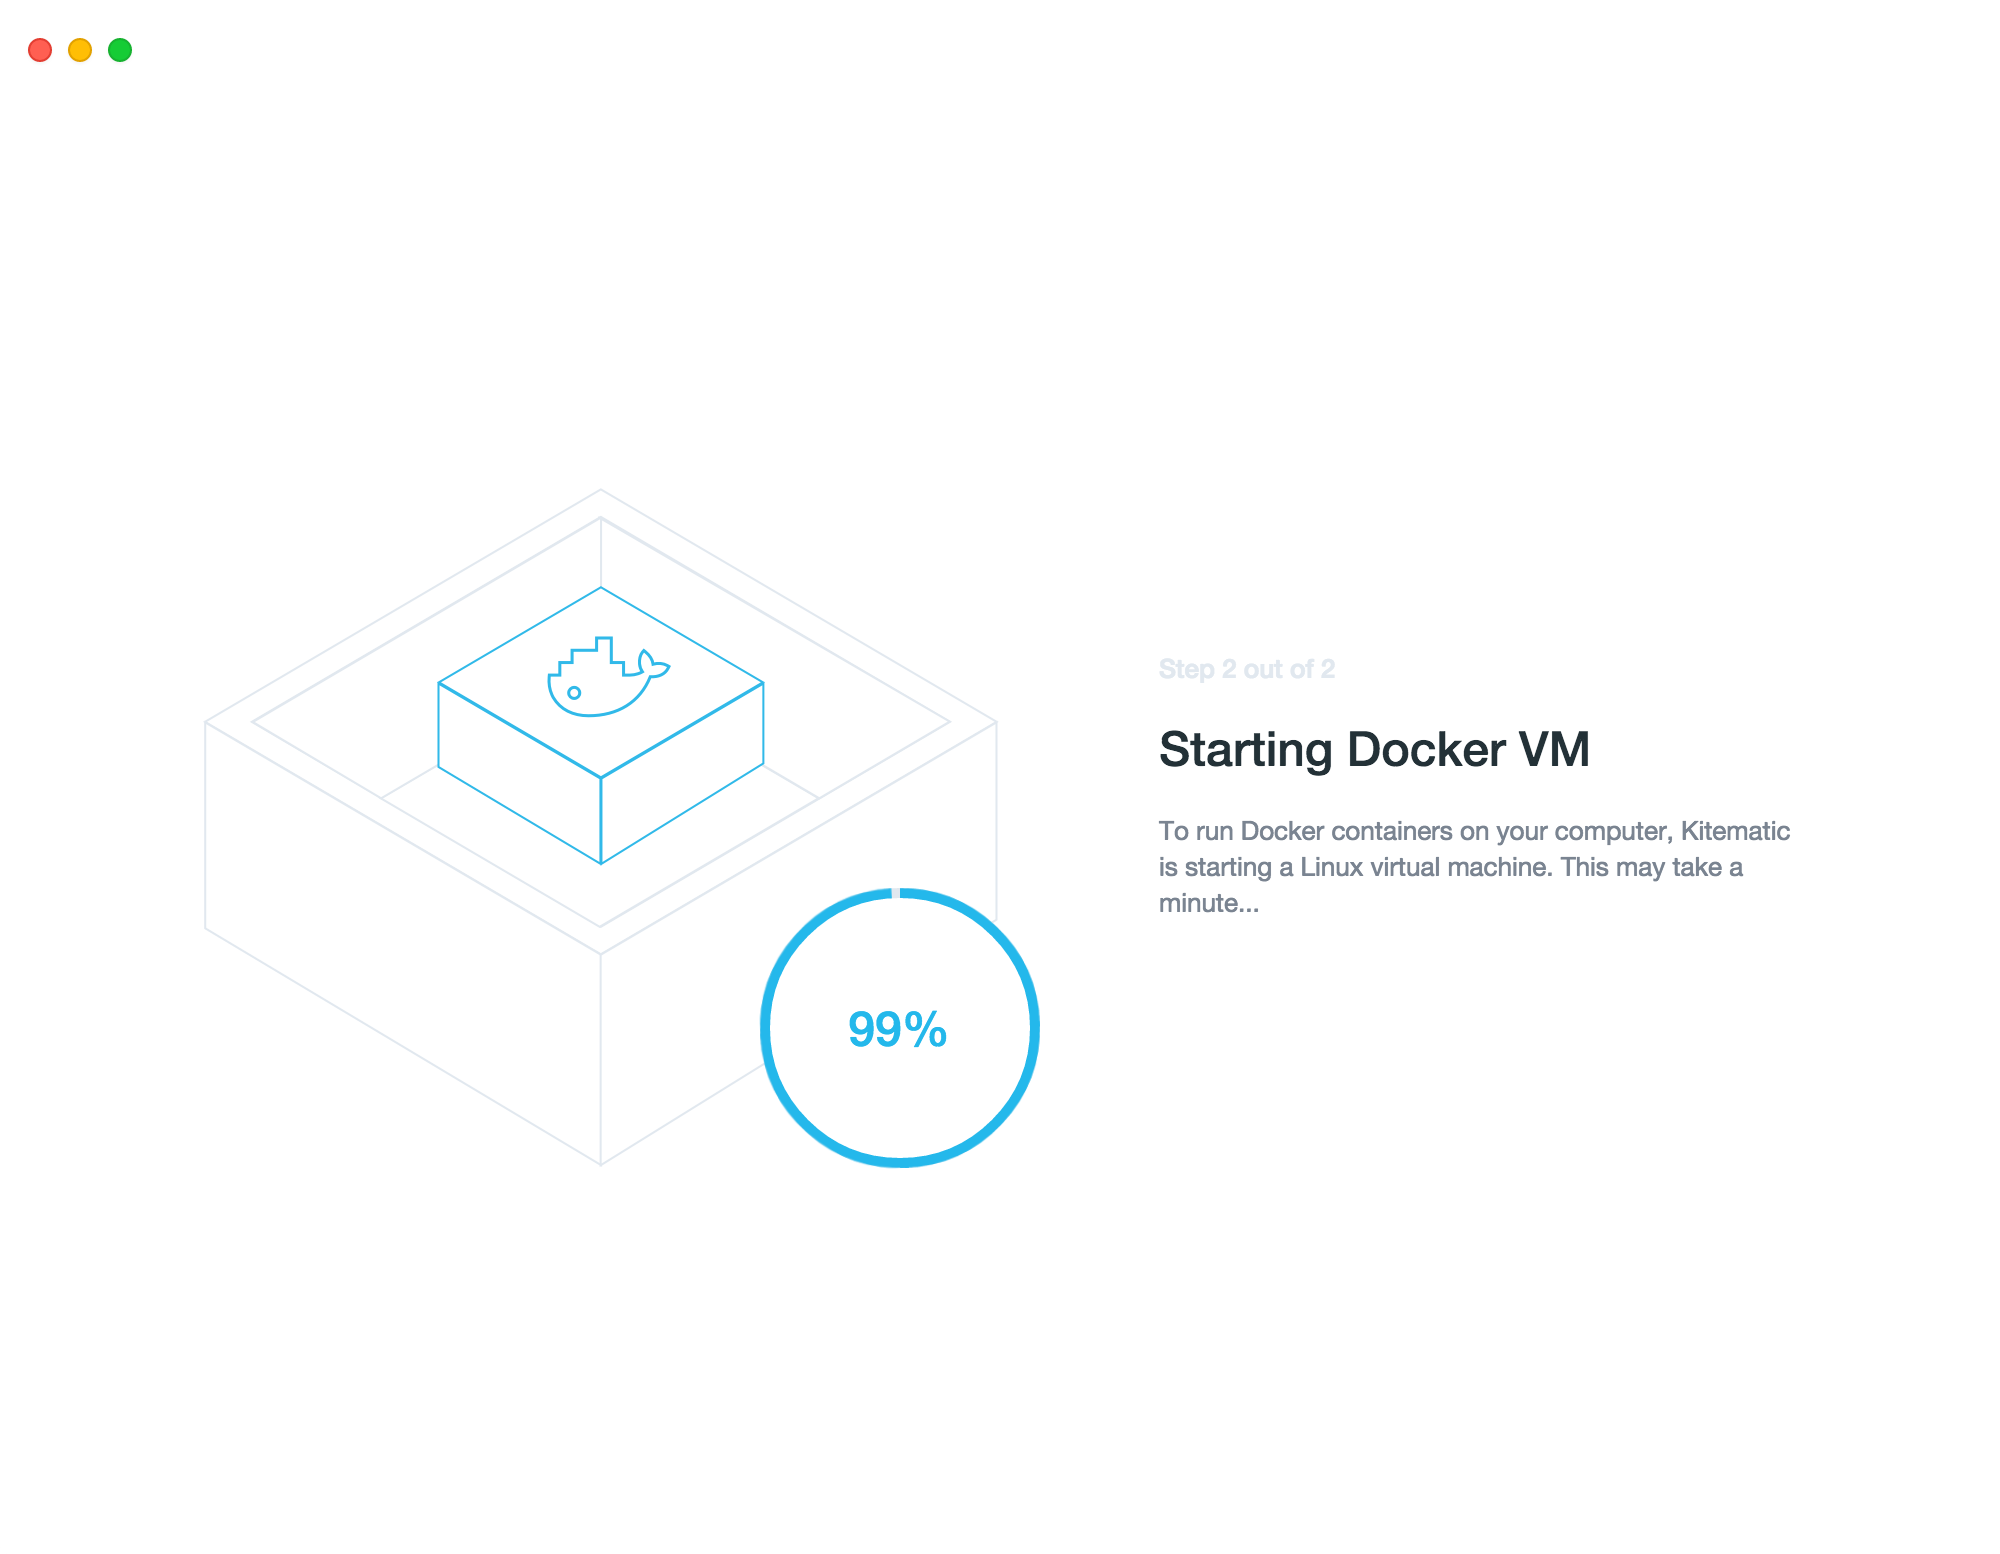 Step 2 out of 2
Starting Docker VM
To run Docker containers on your computer, Kitematic
is starting a Linux virtual machine. This may take a
minute...
99%